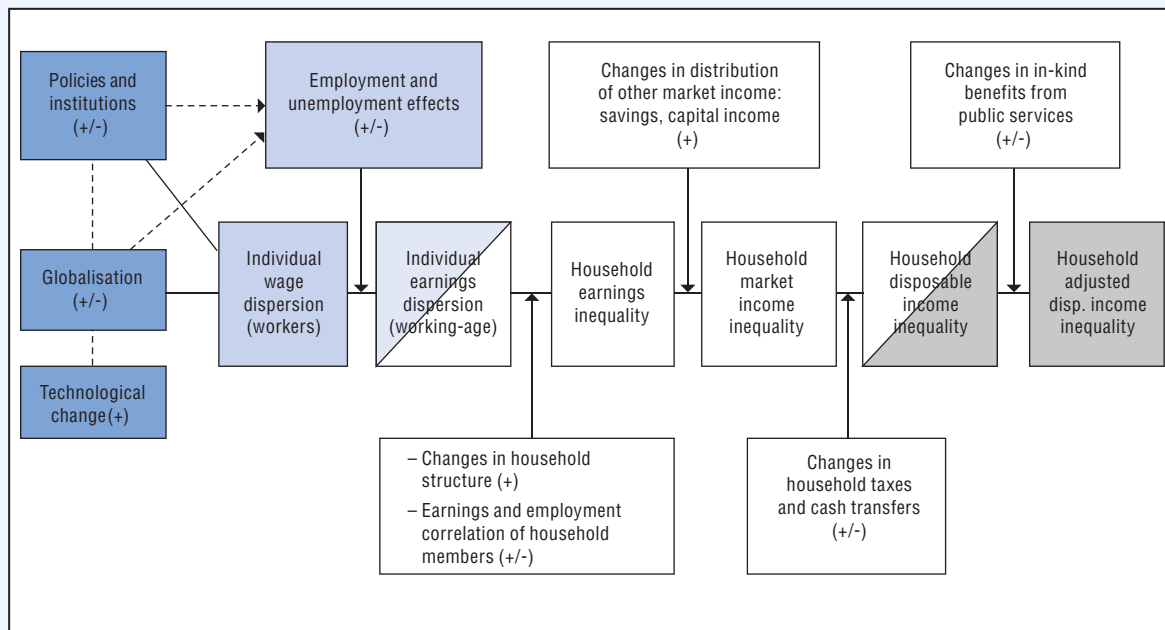 Policies and
institutions
(+/-)
Employment and
unemployment effects
(+/-)
Changes in distribution
of other market income:
savings, capital income
(+)
Changes in in-kind
benefits from
public services
(+/-)
Globalisation
(+/-)
Individual
wage
dispersion
(workers)
Individual
earnings
dispersion
(working-age)
Household
earnings
inequality
Household
market
income
inequality
Household
disposable
income
inequality
Household
adjusted
disp. income
inequality
Technological
change(+)
– Changes in household
structure (+)
– Earnings and employment
correlation of household
members (+/-)
Changes in
household taxes
and cash transfers
(+/-)